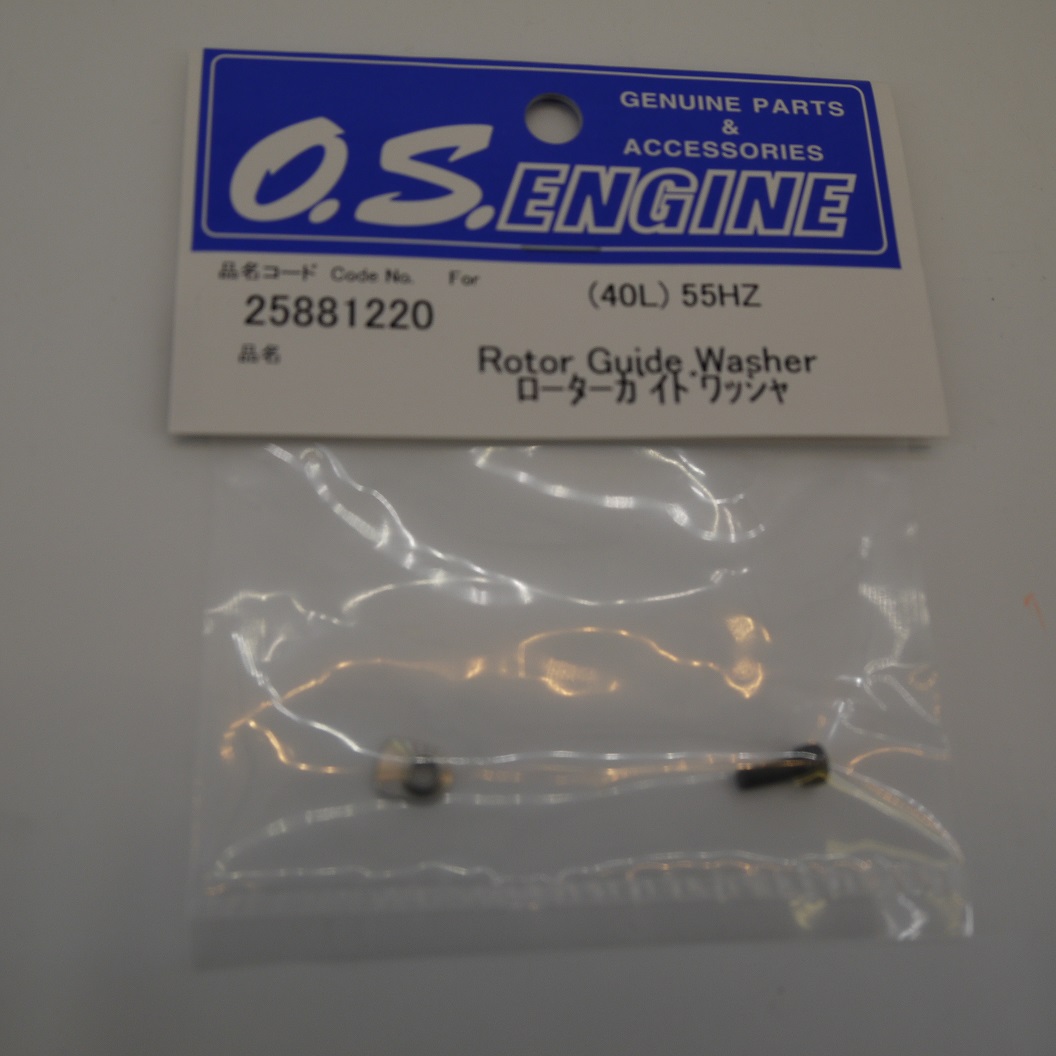 GENUINE PARTS
&
ACCESSORIES
O.S. ENGINE
品名コード Code No. For
25881220 (40L) 55HZ
品名 Rotor Guide Washer
ローターガイド ワッシャ